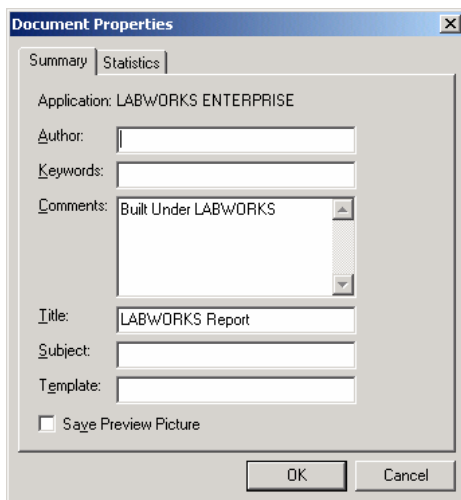 Document Properties
Summary Statistics
Application: LABWORKS ENTERPRISE
Author:
Keywords:
Comments: Built Under LABWORKS
Title: LABWORKS Report
Subject:
Template:
Save Preview Picture
OK Cancel